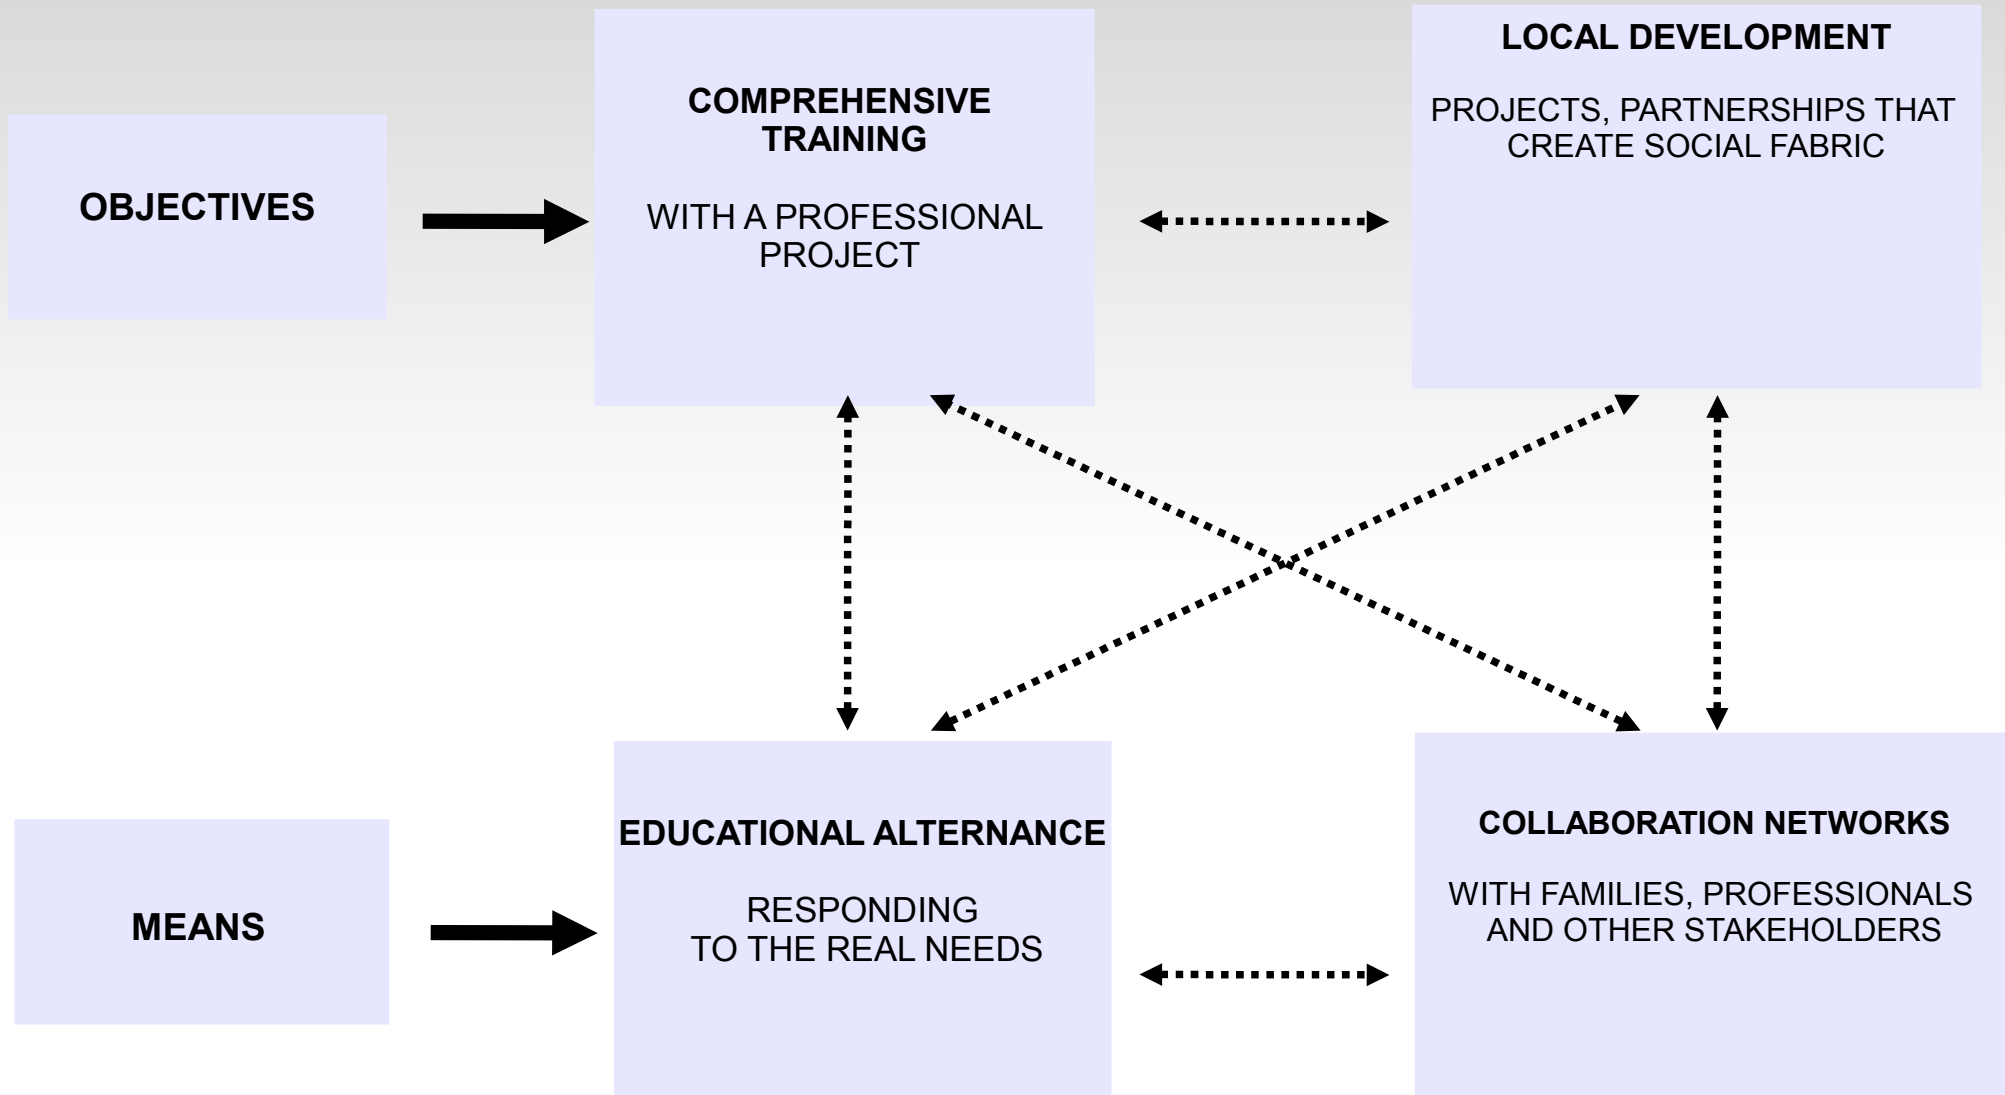 OBJECTIVES
COMPREHENSIVE
TRAINING
WITH A PROFESSIONAL
PROJECT
LOCAL DEVELOPMENT
PROJECTS, PARTNERSHIPS THAT
CREATE SOCIAL FABRIC
MEANS
EDUCATIONAL ALTERNANCE
RESPONDING
TO THE REAL NEEDS
COLLABORATION NETWORKS
WITH FAMILIES, PROFESSIONALS
AND OTHER STAKEHOLDERS